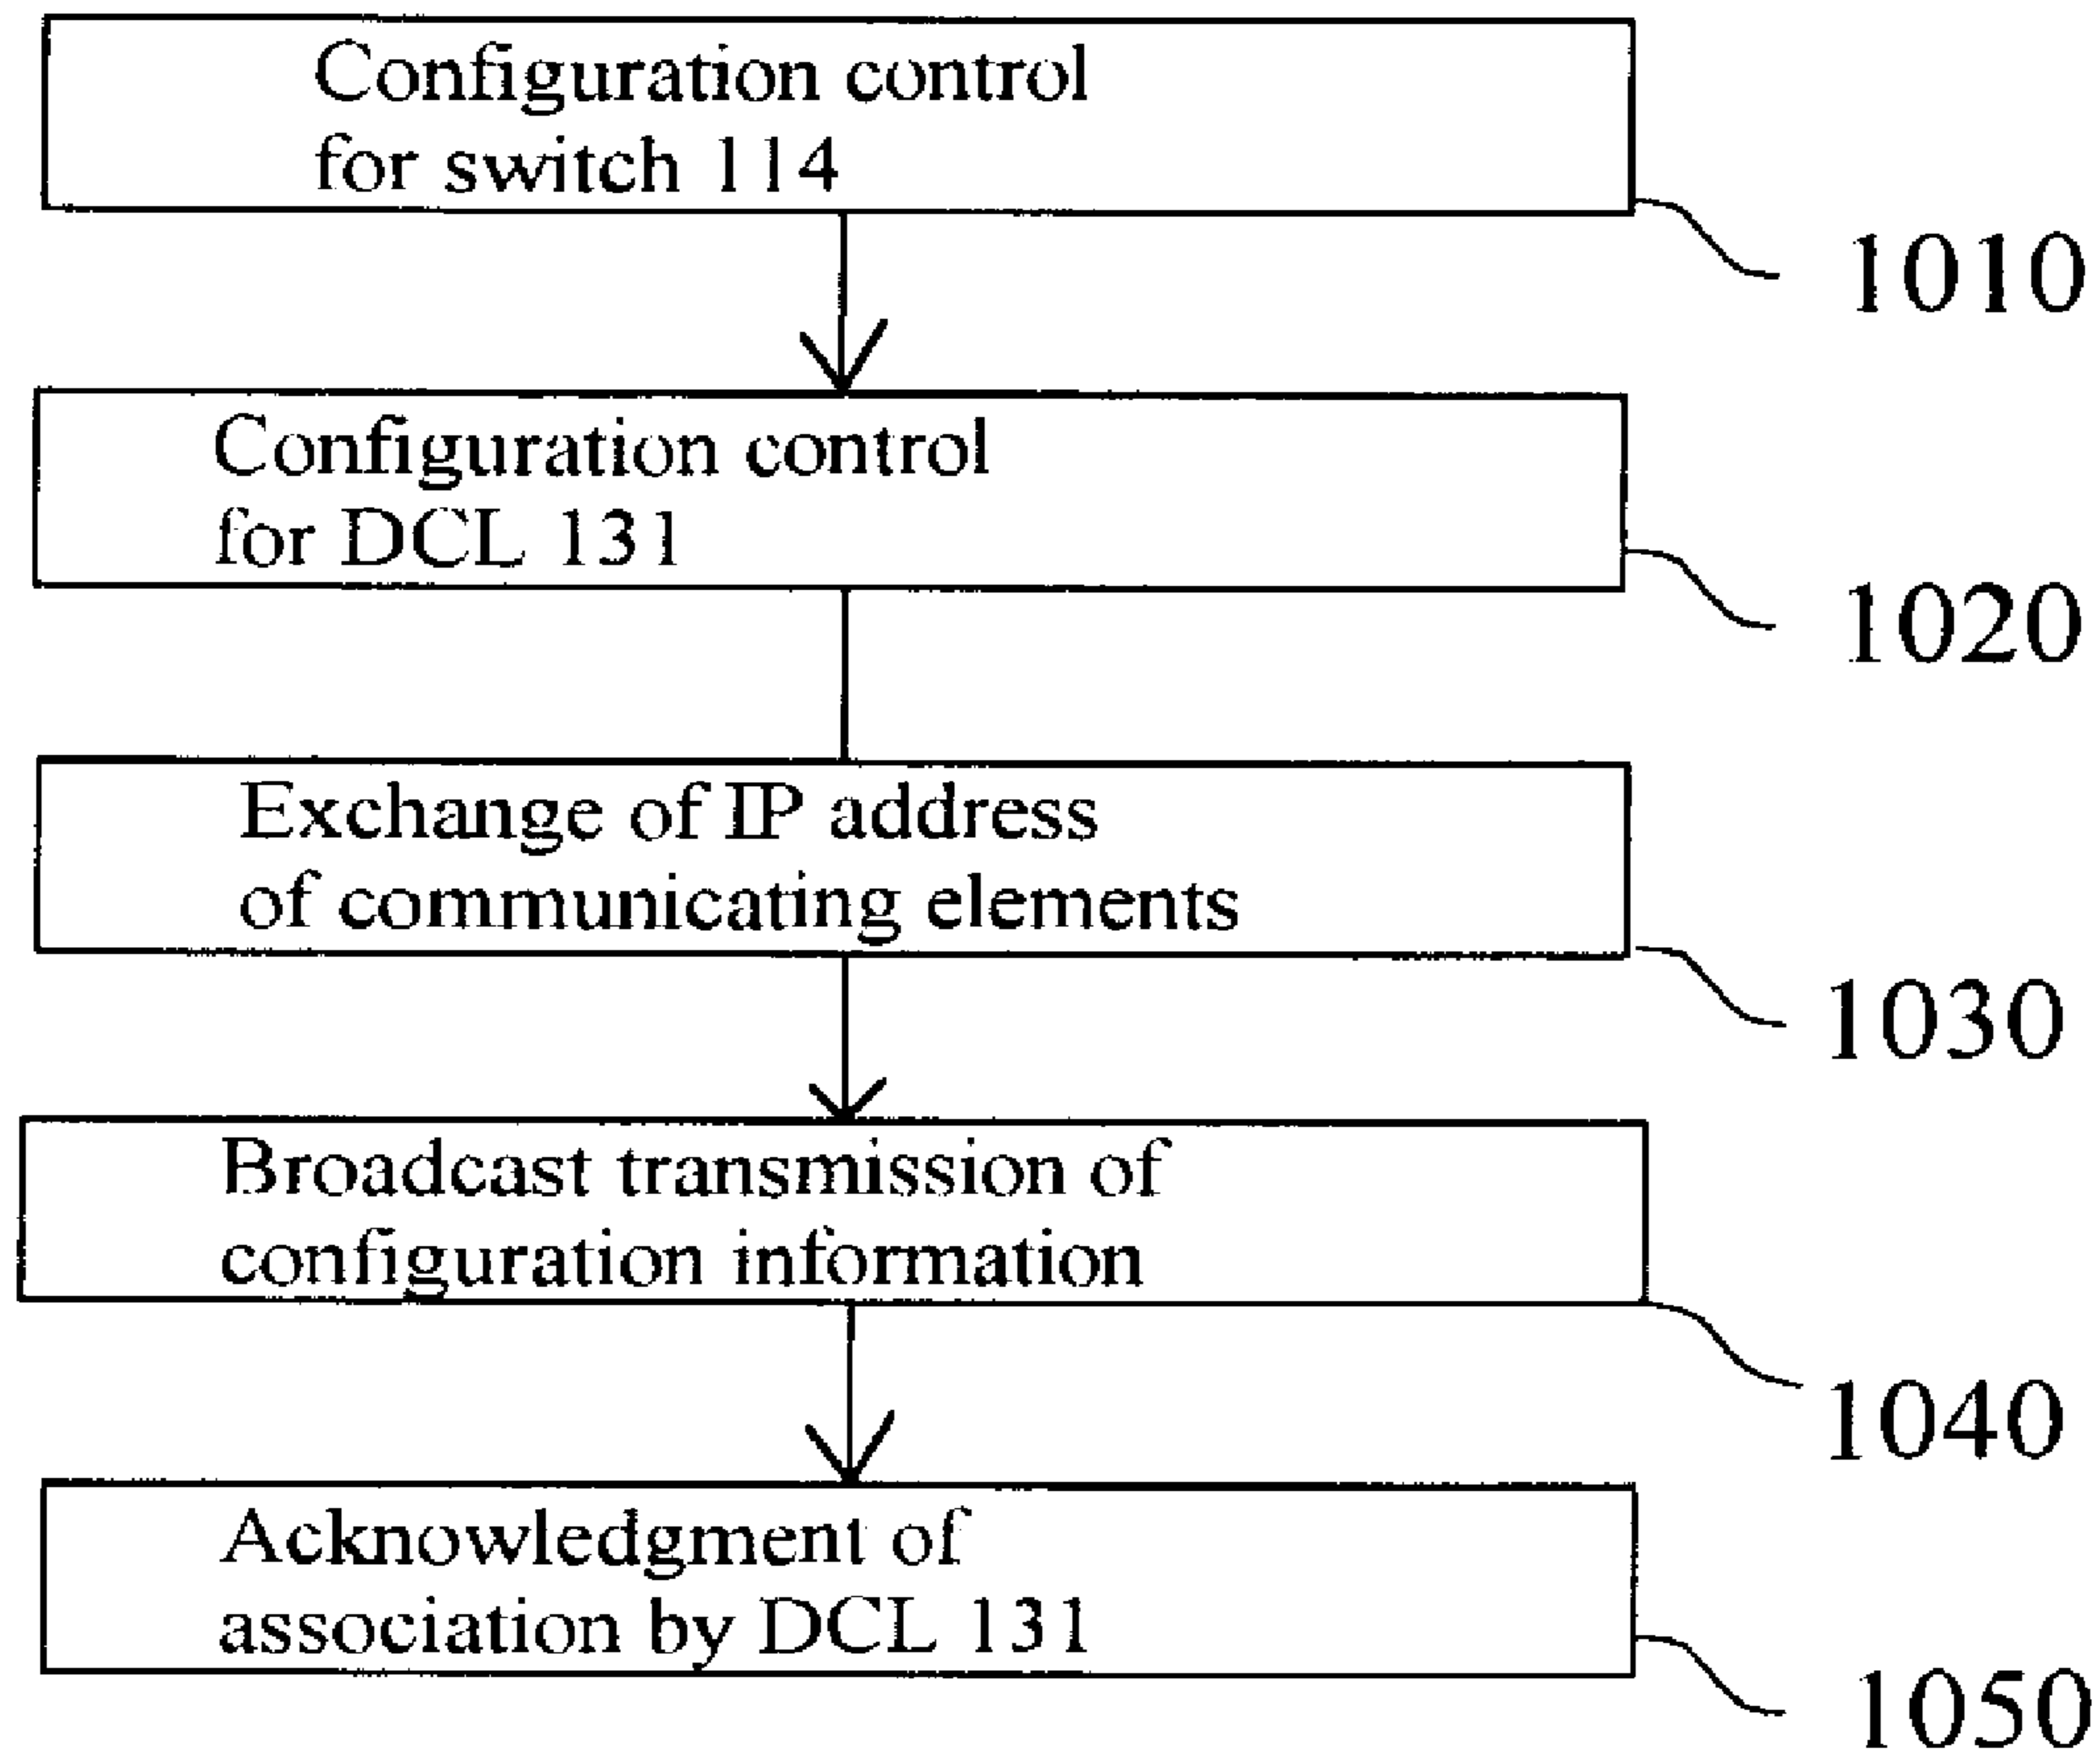 Configuration control
for switch 114
1010
Configuration control
for DCL 131
1020
Exchange of IP address
of communicating elements
1030
Broadcast transmission of
configuration information
1040
Acknowledgment of
association by DCL 131
1050